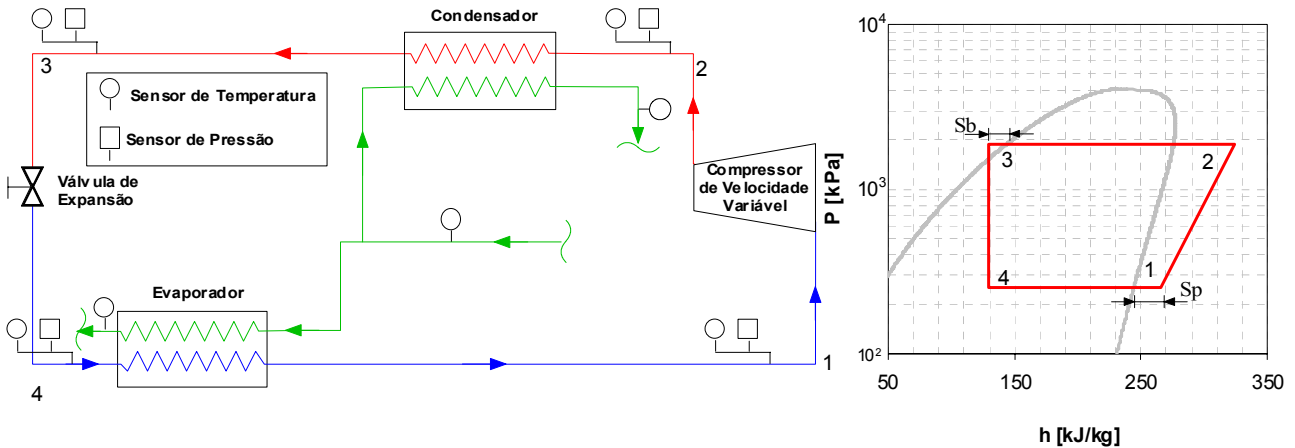 Condensador
3
2
Sensor de Temperatura
Sensor de Pressão
Válvula de
Expansão
Compressor
de Velocidade
Variável
Evaporador
4
1
P [kPa]
10⁴
10³
10²
Sb
3
2
4
1
Sp
50
150
250
350
h [kJ/kg]